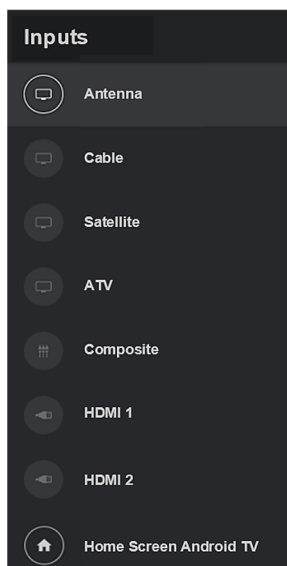 Inputs
Antenna
Cable
Satellite
ATV
Composite
HDMI 1
HDMI 2
Home Screen Android TV